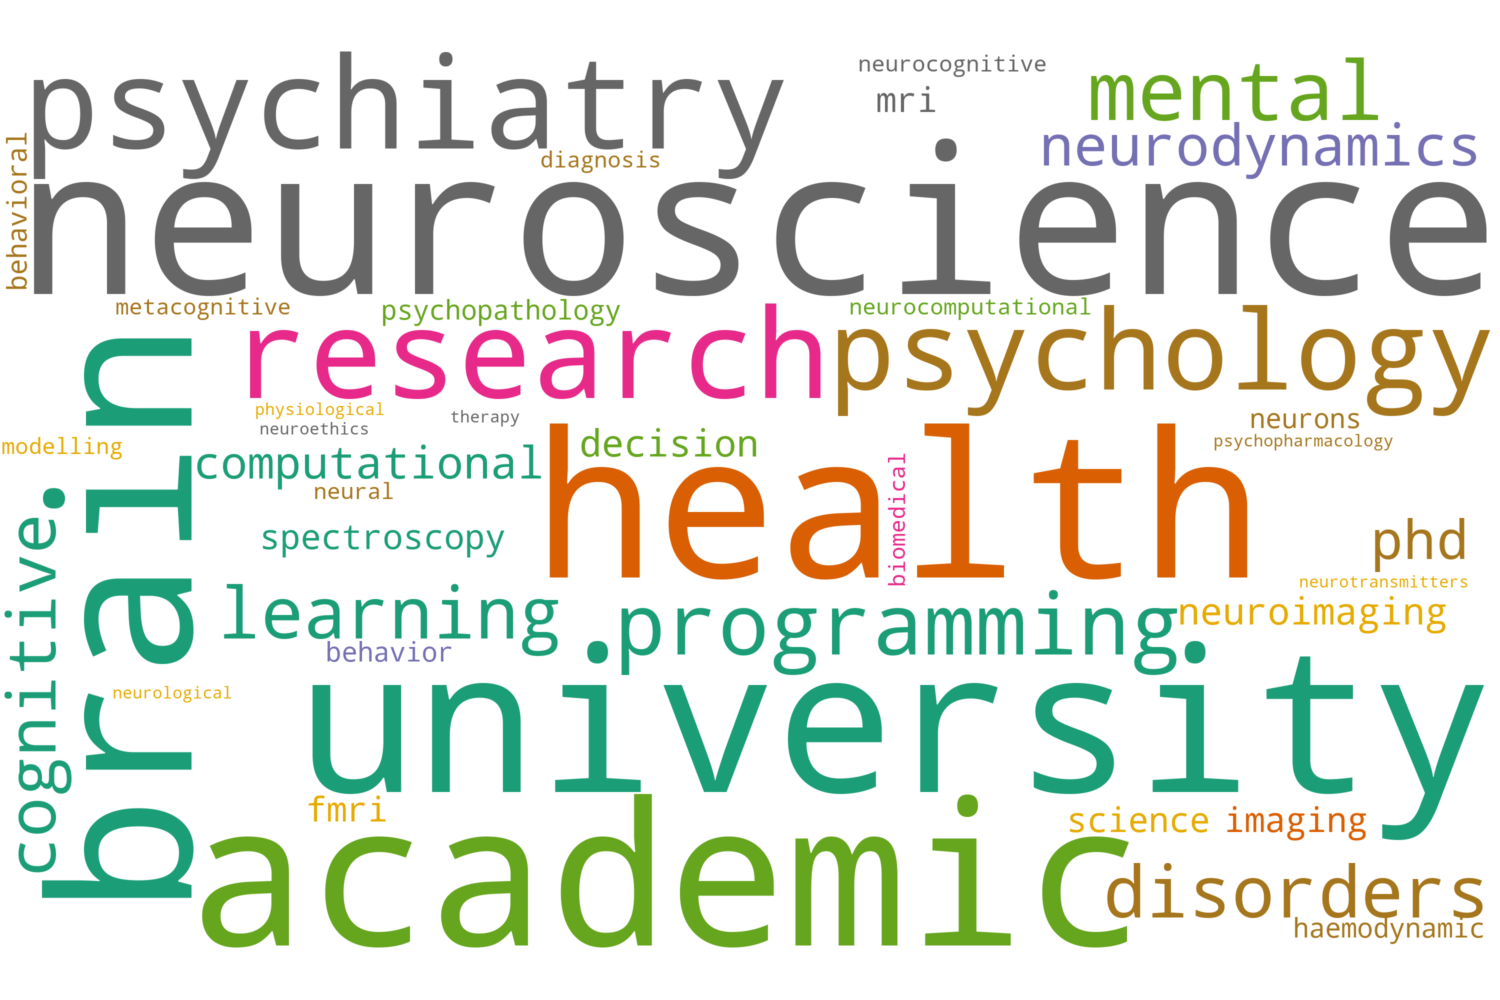 psychiatry
neurocognitive
mri
mental
neurodynamics
diagnosis
behavioral
neuroscience
metacognitive
psychopathology
neurocomputational
research
psychology
brain
physiological
therapy
neuroethics
neurons
psychopharmacology
modelling
computational
decision
health
neural
biomedical
cognitive
spectroscopy
phd
neurotransmitters
learning
programming
neuroimaging
behavior
neurological
university
fmri
science
imaging
academic
disorders
haemodynamic